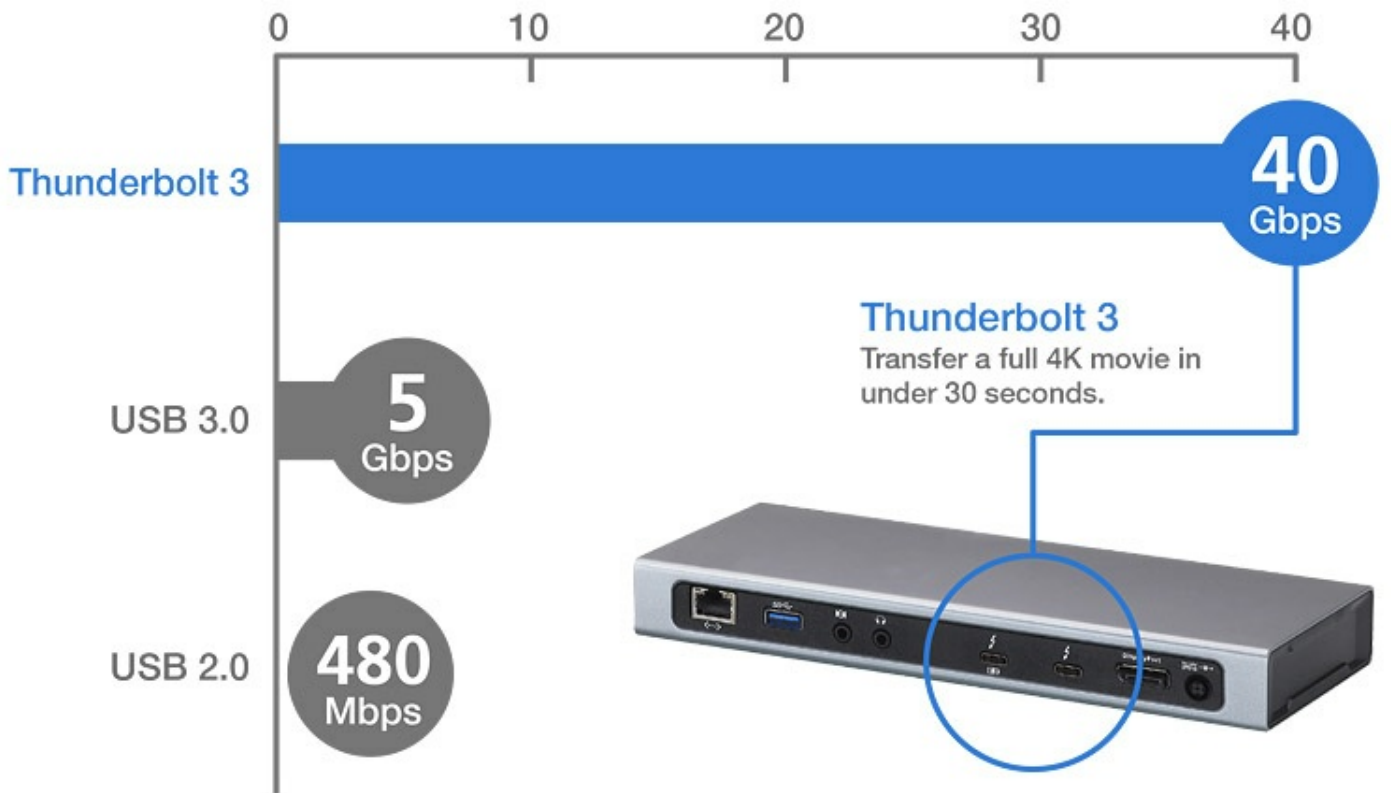 0 10 20 30 40
Thunderbolt 3
40
Gbps
Thunderbolt 3
Transfer a full 4K movie in
under 30 seconds.
USB 3.0
5
Gbps
USB 2.0
480
Mbps